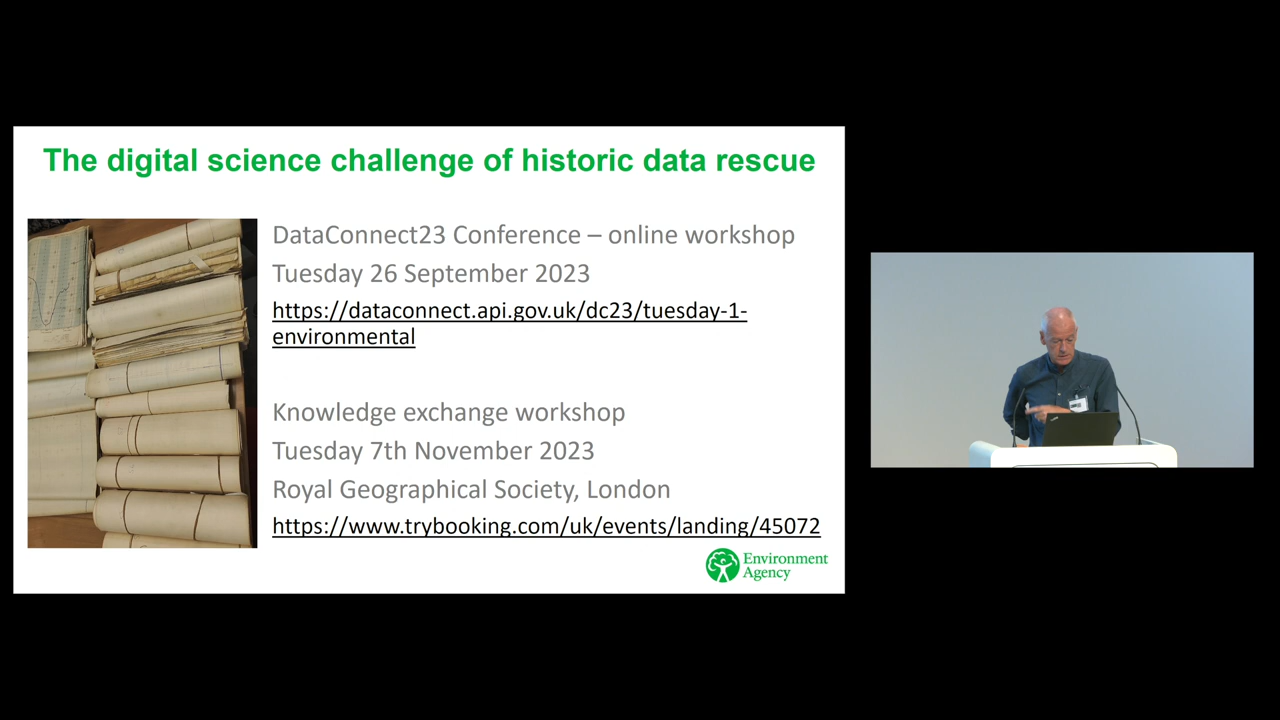 The digital science challenge of historic data rescue
DataConnect23 Conference – online workshop
Tuesday 26 September 2023
https://dataconnect.api.gov.uk/dc23/tuesday-1-
environmental
Knowledge exchange workshop
Tuesday 7th November 2023
Royal Geographical Society, London
https://www.trybooking.com/uk/events/landing/45072
Environment
Agency